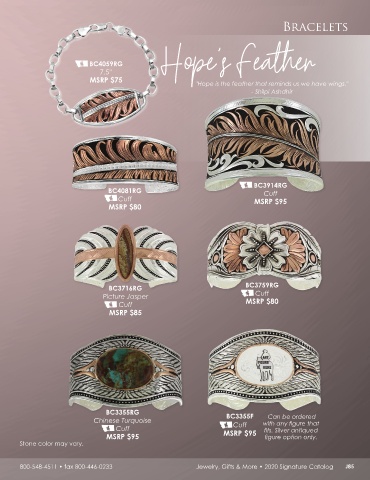 BRACELETS
Hope's Feather
"Hope is the feather that reminds us we have wings."
BC4059RG
7.5"
MSRP $75
BC4081RG
Cuff
MSRP $80
BC3914RG
Cuff
MSRP $95
BC3716RG
Picture Jasper
Cuff
MSRP $85
BC3759RG
Cuff
MSRP $80
BC3355RG
Chinese Turquoise
Cuff
MSRP $95
BC3355F
Cuff
MSRP $95
Can be ordered
with any figure that
fits. Silver antiqued
figure option only.
Stone color may vary.
800-548-4511 • fax 800-446-0233
Jewelry, Gifts & More • 2020 Signature Catalog
J85